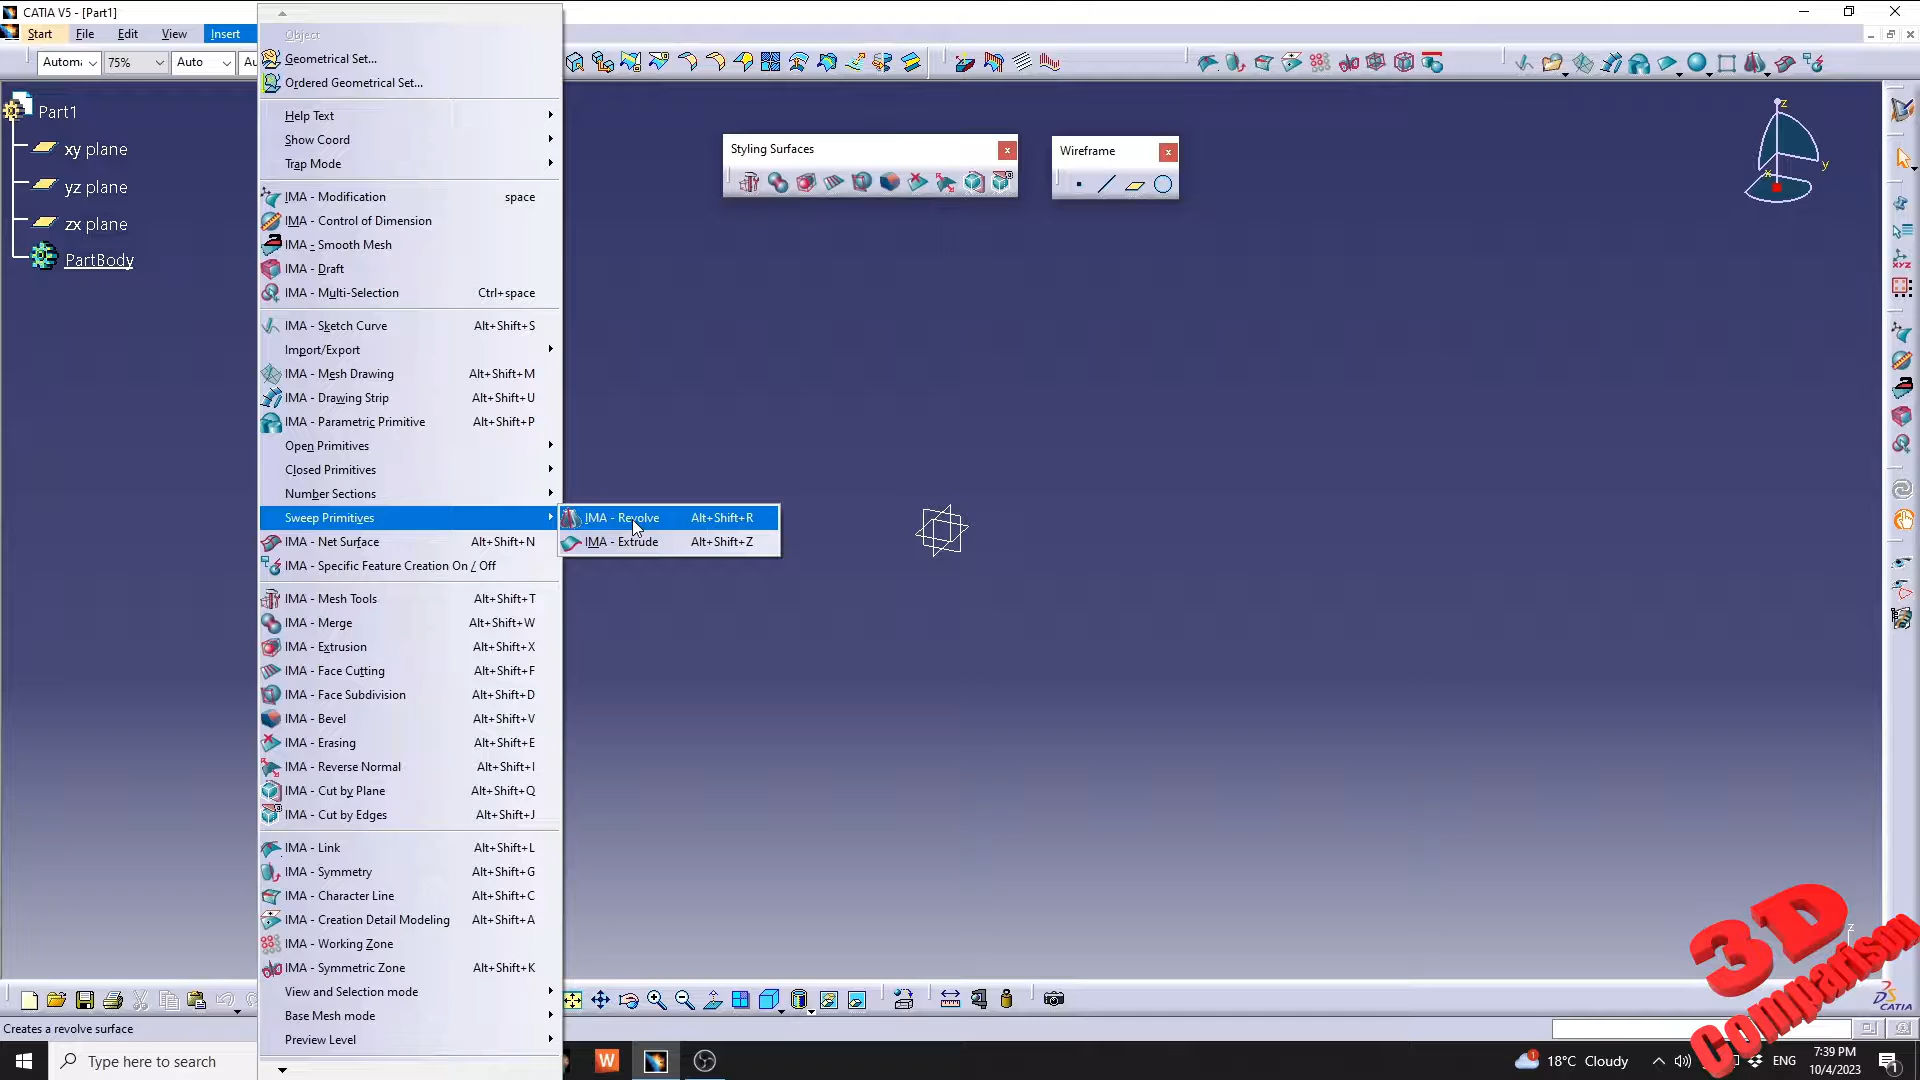 CATIA V5 - [Part1]
Start File Edit View Insert
Autom 75% Auto Au
Part1
xy plane
yz plane
zx plane
PartBody
Object
Geometrical Set...
Ordered Geometrical Set...
Help Text
Show Coord
Trap Mode
IMA - Modification space
IMA - Control of Dimension
IMA - Smooth Mesh
IMA - Draft
IMA - Multi-Selection Ctrl+space
IMA - Sketch Curve Alt+Shift+S
Import/Export
IMA - Mesh Drawing Alt+Shift+M
IMA - Drawing Strip Alt+Shift+U
IMA - Parametric Primitive Alt+Shift+P
Open Primitives
Closed Primitives
Number Sections
Sweep Primitives
IMA - Net Surface Alt+Shift+N
IMA - Specific Feature Creation On / Off
IMA - Mesh Tools Alt+Shift+T
IMA - Merge Alt+Shift+W
IMA - Extrusion Alt+Shift+X
IMA - Face Cutting Alt+Shift+F
IMA - Face Subdivision Alt+Shift+D
IMA - Bevel Alt+Shift+V
IMA - Erasing Alt+Shift+E
IMA - Reverse Normal Alt+Shift+I
IMA - Cut by Plane Alt+Shift+Q
IMA - Cut by Edges Alt+Shift+J
IMA - Link Alt+Shift+L
IMA - Symmetry Alt+Shift+G
IMA - Character Line Alt+Shift+C
IMA - Creation Detail Modeling Alt+Shift+A
IMA - Working Zone
IMA - Symmetric Zone Alt+Shift+K
View and Selection mode
Base Mesh mode
Preview Level
IMA - Revolve Alt+Shift+R
IMA - Extrude Alt+Shift+Z
Styling Surfaces
Wireframe
z
y
x
XYZ
z
3D
Comparison
CATIA
Creates a revolve surface
Type here to search
W
1
18°C Cloudy
ENG
7:39 PM
10/4/2023
1